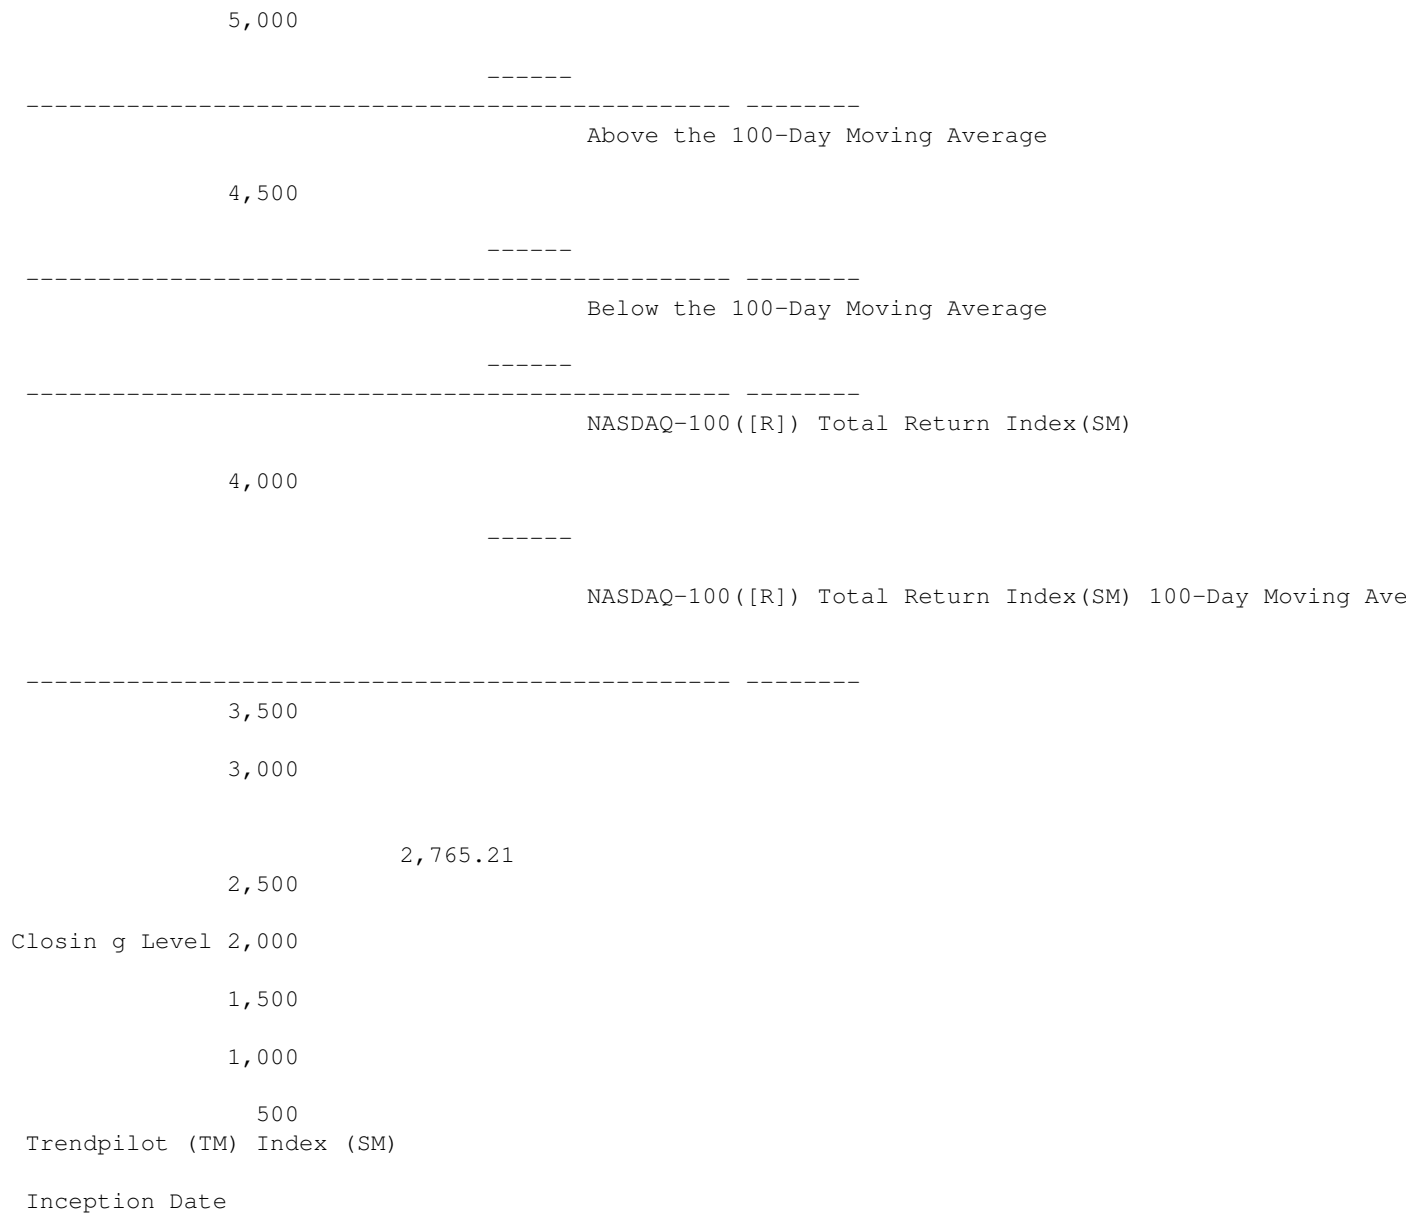 5,000
------
------------------------------------------------- --------
Above the 100-Day Moving Average
4,500
------
------------------------------------------------- --------
Below the 100-Day Moving Average
------
------------------------------------------------- --------
NASDAQ-100([R]) Total Return Index(SM)
4,000
------
NASDAQ-100([R]) Total Return Index(SM) 100-Day Moving Ave
------------------------------------------------- --------
3,500
3,000
2,765.21
2,500
Closin g Level 2,000
1,500
1,000
500
Trendpilot (TM) Index (SM)
Inception Date